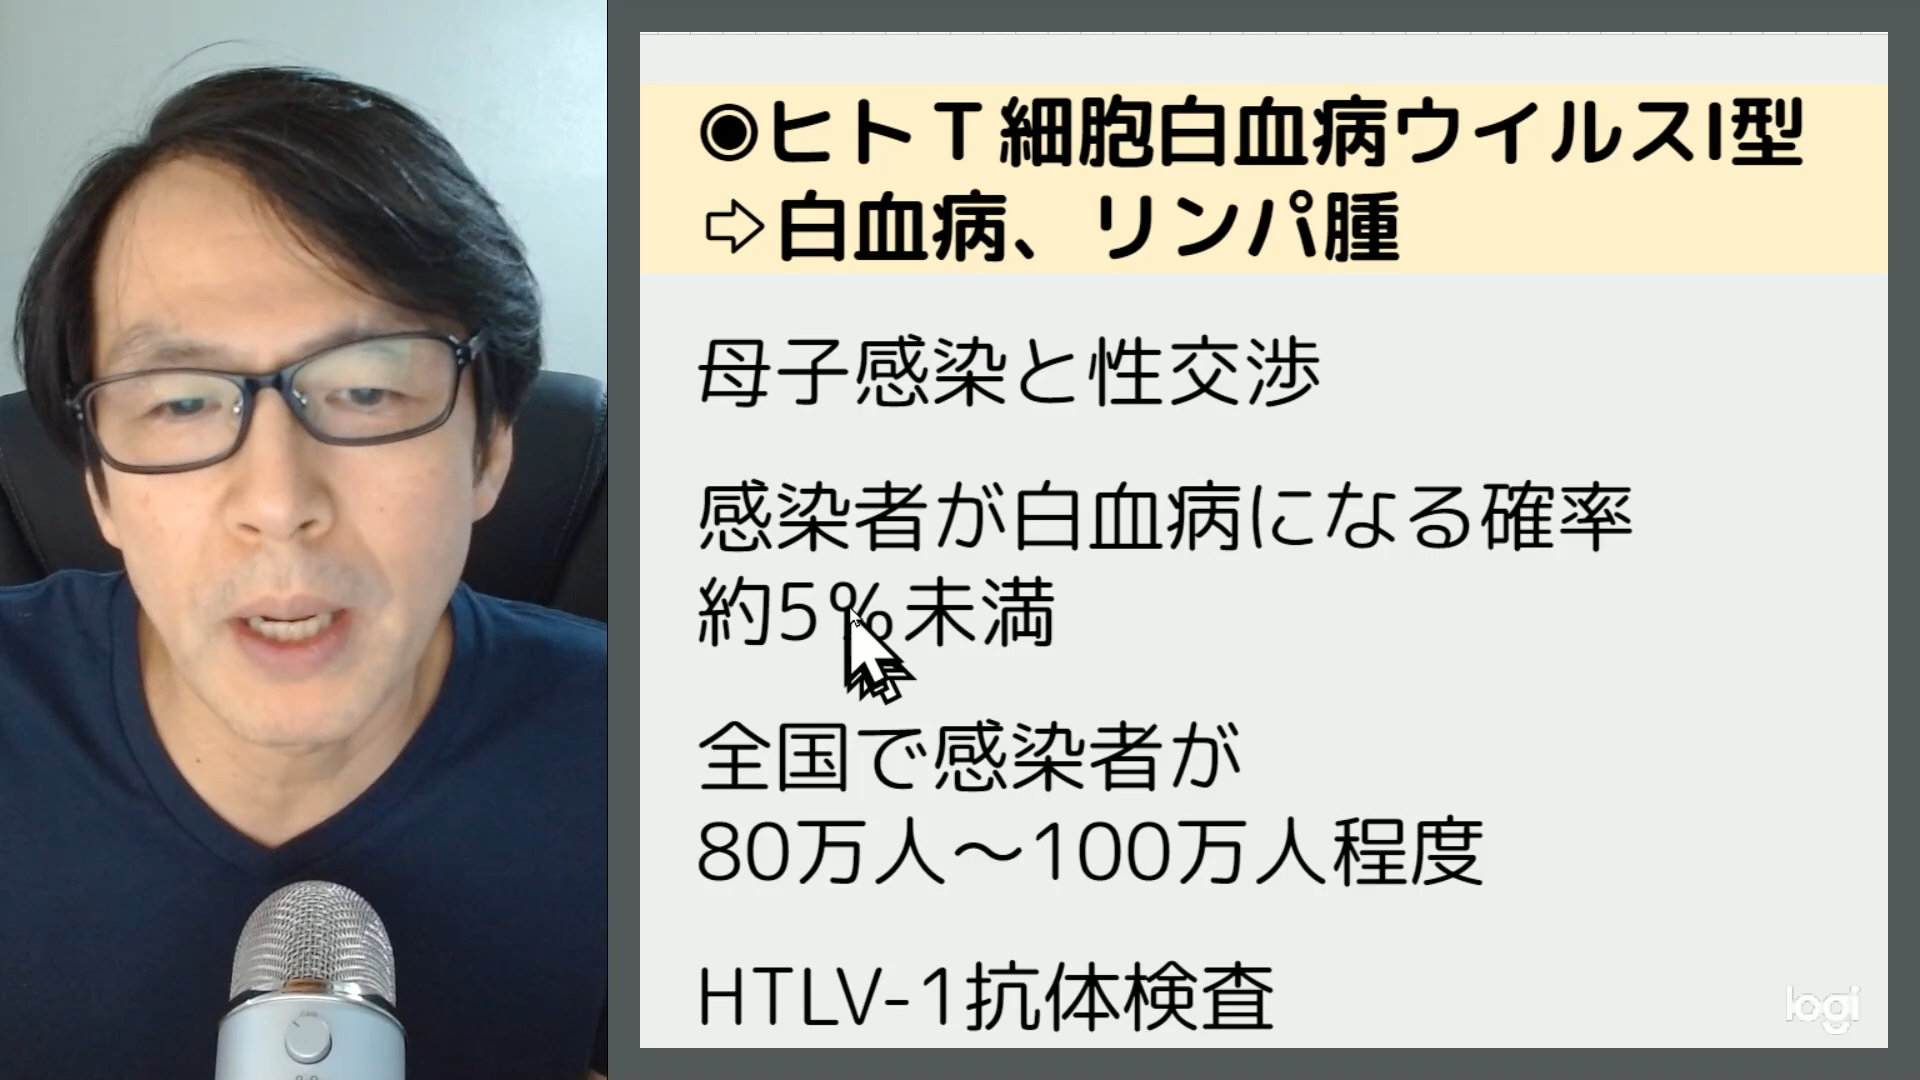 ◉ヒトT細胞白血病ウイルスI型
⇨白血病、リンパ腫
母子感染と性交渉
感染者が白血病になる確率
約5%未満
全国で感染者が
80万人〜100万人程度
HTLV-1抗体検査
logi